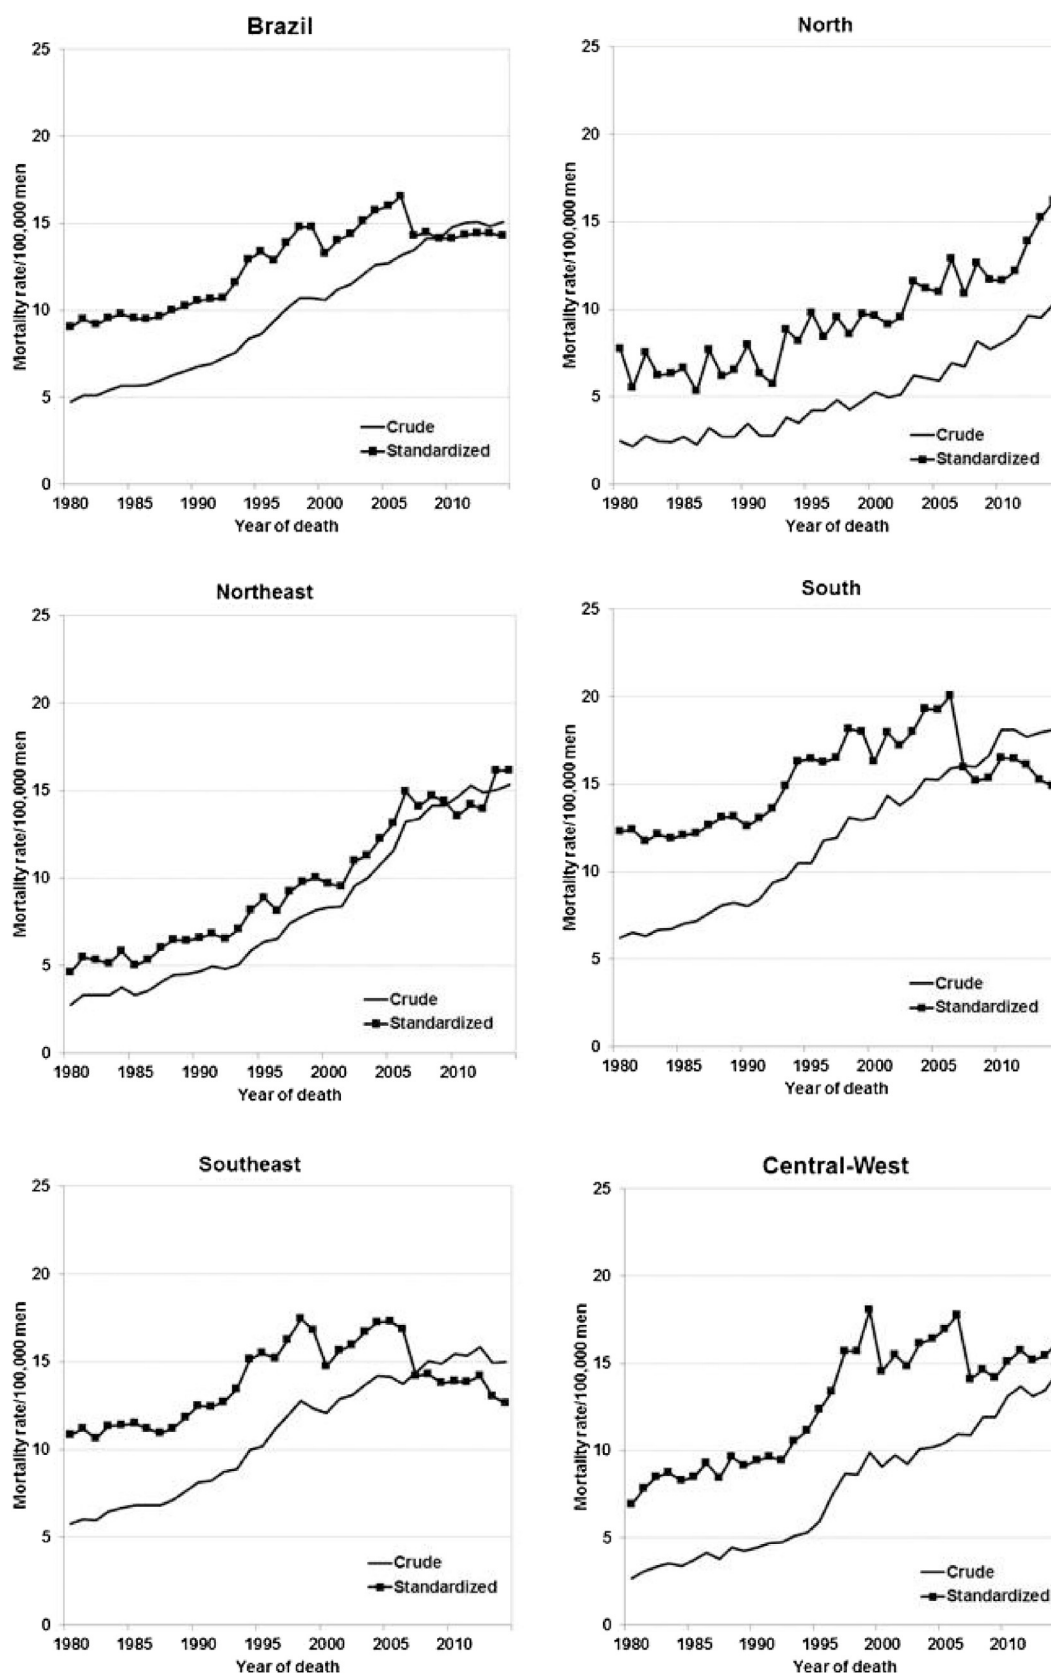 Brazil
Mortality rate/100,000 men
25
20
15
10
5
0
Crude
Standardized
1980 1985 1990 1995 2000 2005 2010
Year of death
North
Mortality rate/100,000 men
25
20
15
10
5
0
Crude
Standardized
1980 1985 1990 1995 2000 2005 2010
Year of death
Northeast
Mortality rate/100,000 men
25
20
15
10
5
0
Crude
Standardized
1980 1985 1990 1995 2000 2005 2010
Year of death
South
Mortality rate/100,000 men
25
20
15
10
5
0
Crude
Standardized
1980 1985 1990 1995 2000 2005 2010
Year of death
Southeast
Mortality rate/100,000 men
25
20
15
10
5
0
Crude
Standardized
1980 1985 1990 1995 2000 2005 2010
Year of death
Central-West
Mortality rate/100,000 men
25
20
15
10
5
0
Crude
Standardized
1980 1985 1990 1995 2000 2005 2010
Year of death